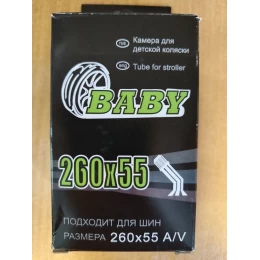 Камера для
детской коляски
Tube for stroller
BABY
260x55
ПОДХОДИТ ДЛЯ ШИН
РАЗМЕРА 260x55 A/V